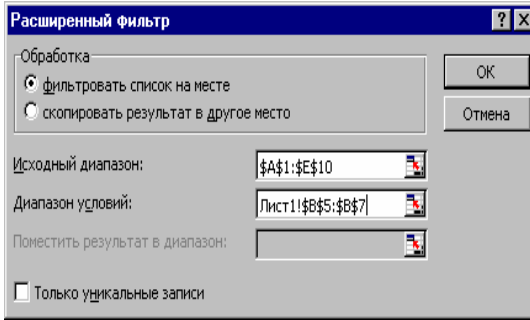 Расширенный фильтр
Обработка
фильтровать список на месте
скопировать результат в другое место
ОК
Отмена
Исходный диапазон:
$A$1:$E$10
Диапазон условий:
Лист1!$B$5:$B$7
Поместить результат в диапазон:
Только уникальные записи